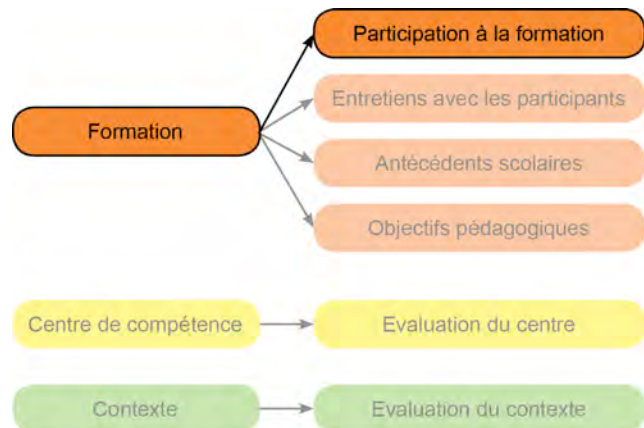 Participation à la formation
Entretiens avec les participants
Formation
Antécédents scolaires
Objectifs pédagogiques
Centre de compétence
Evaluation du centre
Contexte
Evaluation du contexte